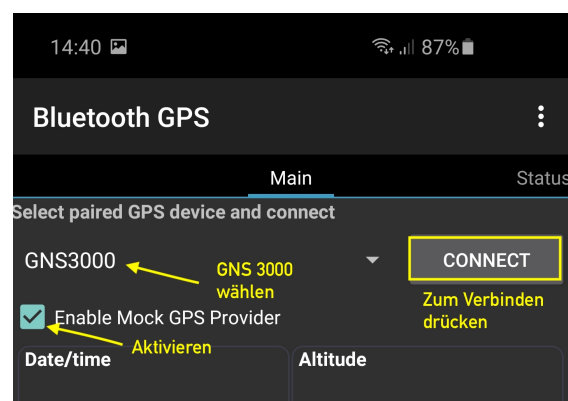 14:40 87%
Bluetooth GPS
Main Status
Select paired GPS device and connect
GNS3000 CONNECT
GNS 3000
wählen
Zum Verbinden
drücken
Enable Mock GPS Provider
Aktivieren
Date/time Altitude